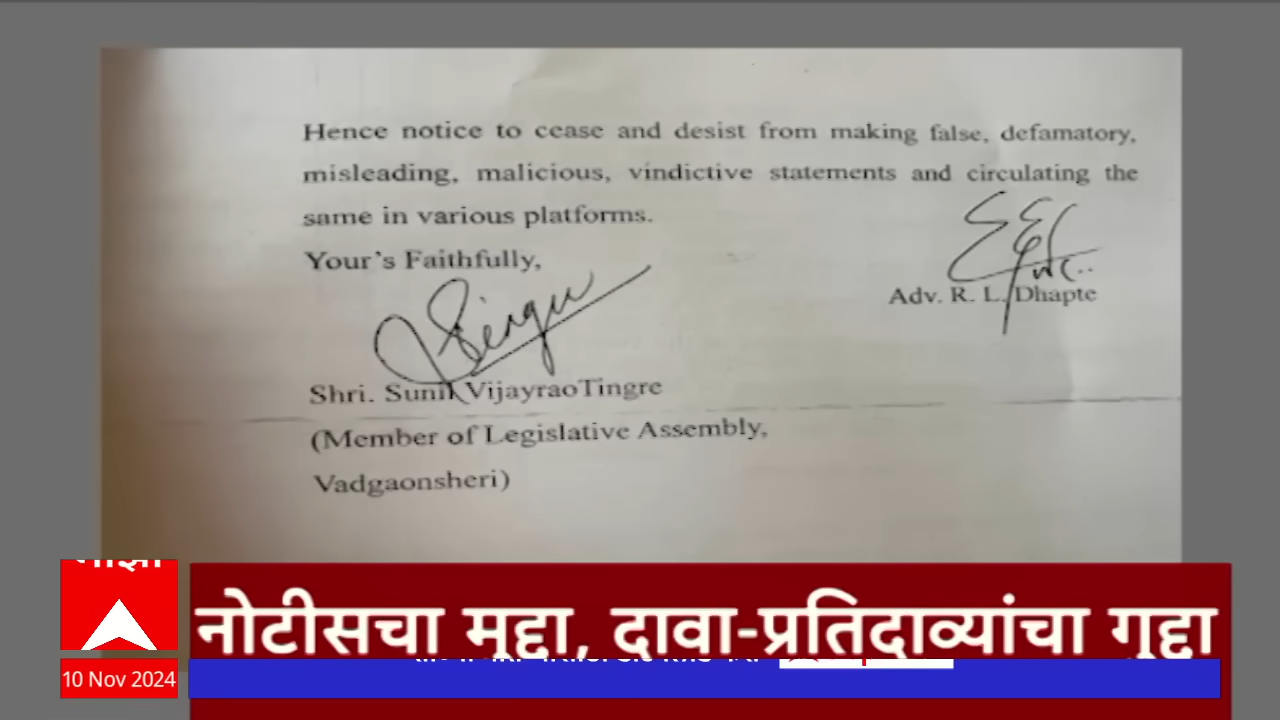 Hence notice to cease and desist from making false, defamatory,
misleading, malicious, vindictive statements and circulating the
same in various platforms.
Your's Faithfully,
Adv. R. L. Dhapte
Shri. Sunil VijayraoTingre
(Member of Legislative Assembly,
Vadgaonsheri)
माझा
नोटीसचा मुद्दा, दावा-प्रतिदाव्यांचा गुद्दा
10 Nov 2024